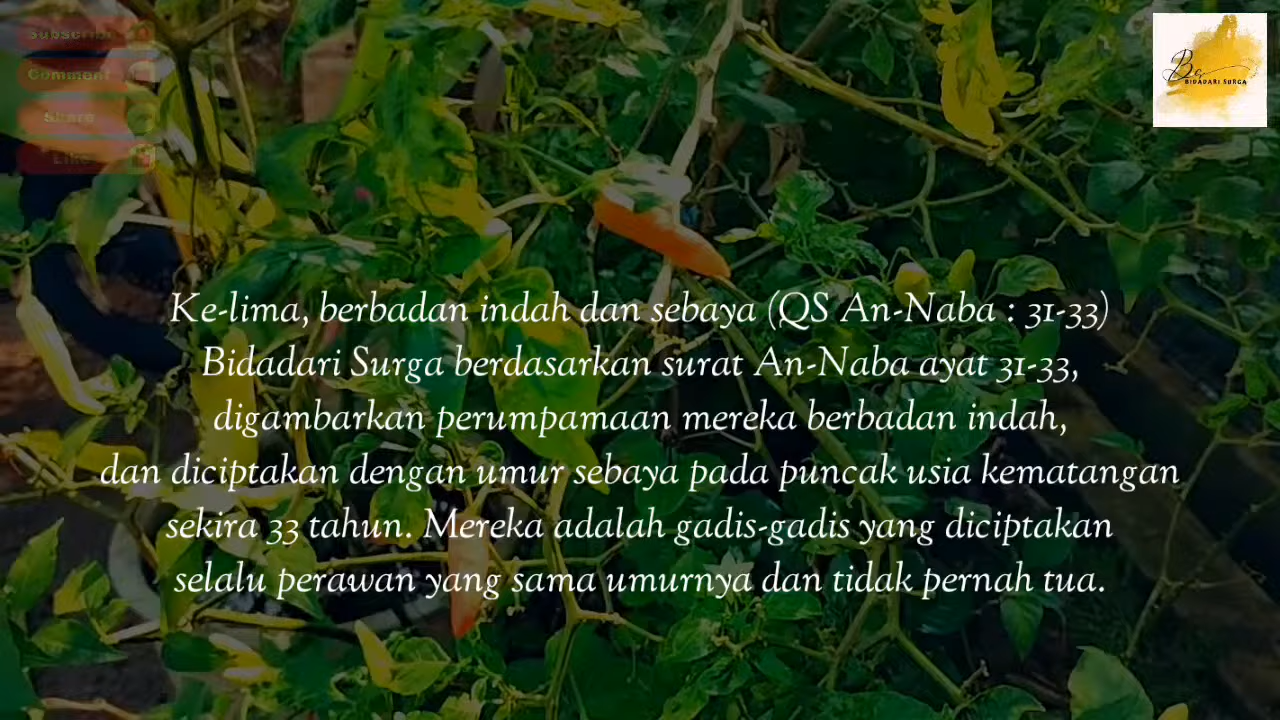 Subscribe
Comment
Share
Like
BIDADARI SURGA
Ke-lima, berbadan indah dan sebaya (QS An-Naba : 31-33)
Bidadari Surga berdasarkan surat An-Naba ayat 31-33,
digambarkan perumpamaan mereka berbadan indah,
dan diciptakan dengan umur sebaya pada puncak usia kematangan
sekira 33 tahun. Mereka adalah gadis-gadis yang diciptakan
selalu perawan yang sama umurnya dan tidak pernah tua.